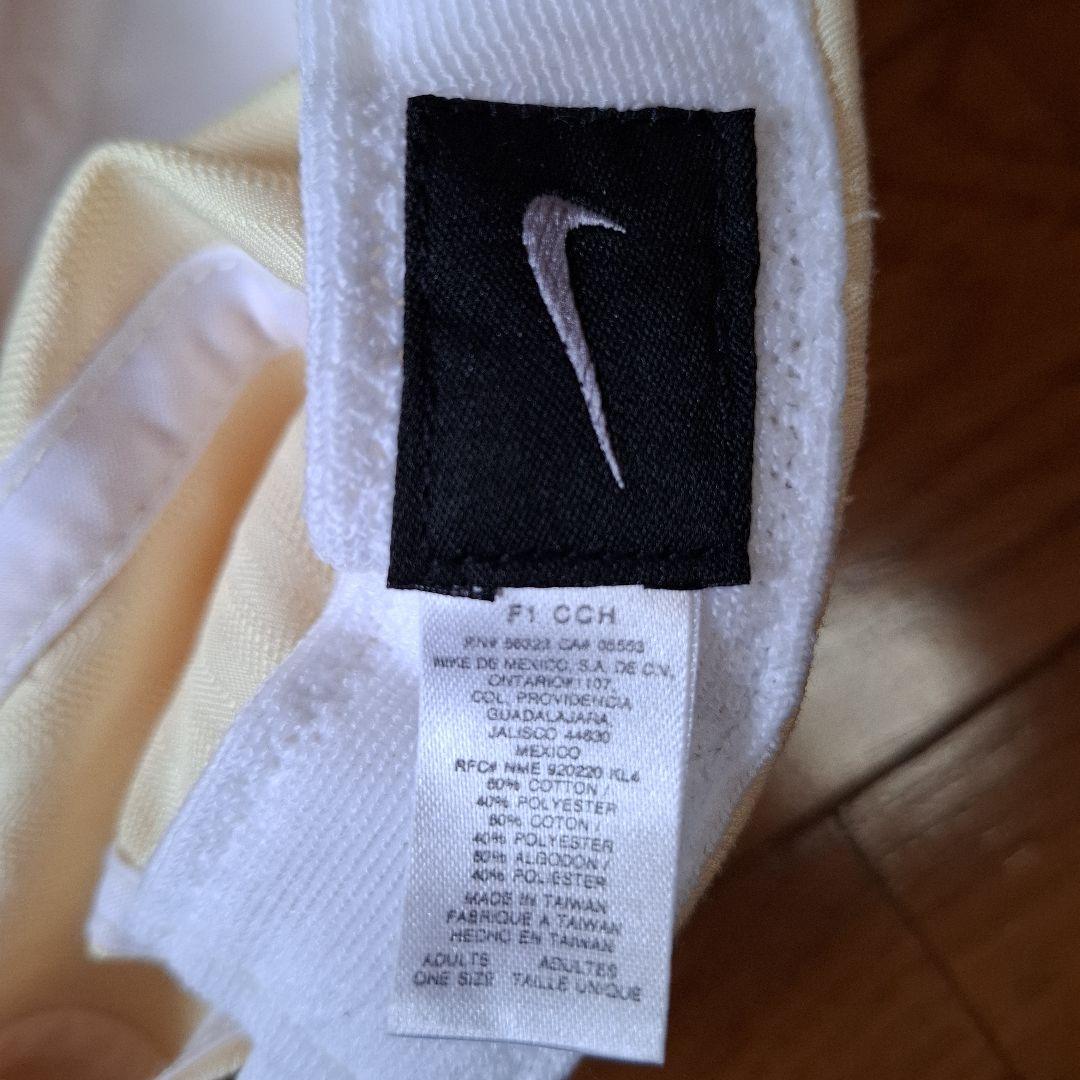 F1 CCH
RN# 56323 CA# 05553
NIKE DE MEXICO, S.A. DE C.V.
ONTARIO#1107,
COL. PROVIDENCIA
GUADALAJARA
JALISCO 44630
MEXICO
RFC# NME 920220 KL4
60% COTTON /
40% POLYESTER
60% COTON /
40% POLYESTER
60% ALGODON /
40% POLIESTER
MADE IN TAIWAN
FABRIQUE A TAIWAN
HECHO EN TAIWAN
ADULTS ADULTES
ONE SIZE TAILLE UNIQUE